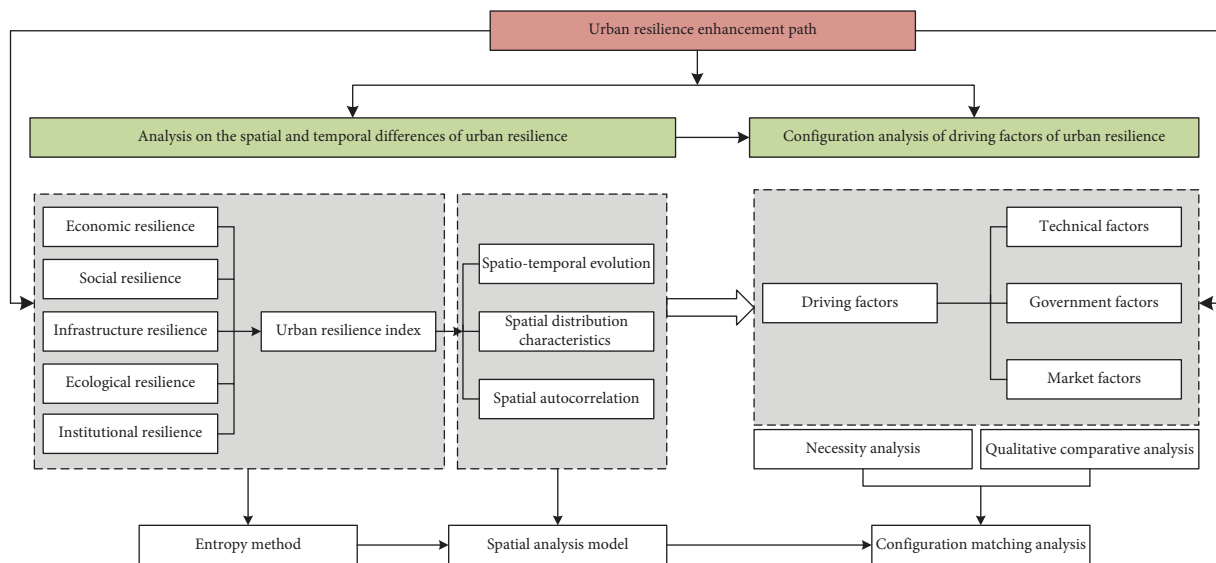 Urban resilience enhancement path
Analysis on the spatial and temporal differences of urban resilience
Configuration analysis of driving factors of urban resilience
Economic resilience
Social resilience
Infrastructure resilience
Ecological resilience
Institutional resilience
Urban resilience index
Spatio-temporal evolution
Spatial distribution
characteristics
Spatial autocorrelation
Driving factors
Technical factors
Government factors
Market factors
Necessity analysis
Qualitative comparative analysis
Entropy method
Spatial analysis model
Configuration matching analysis